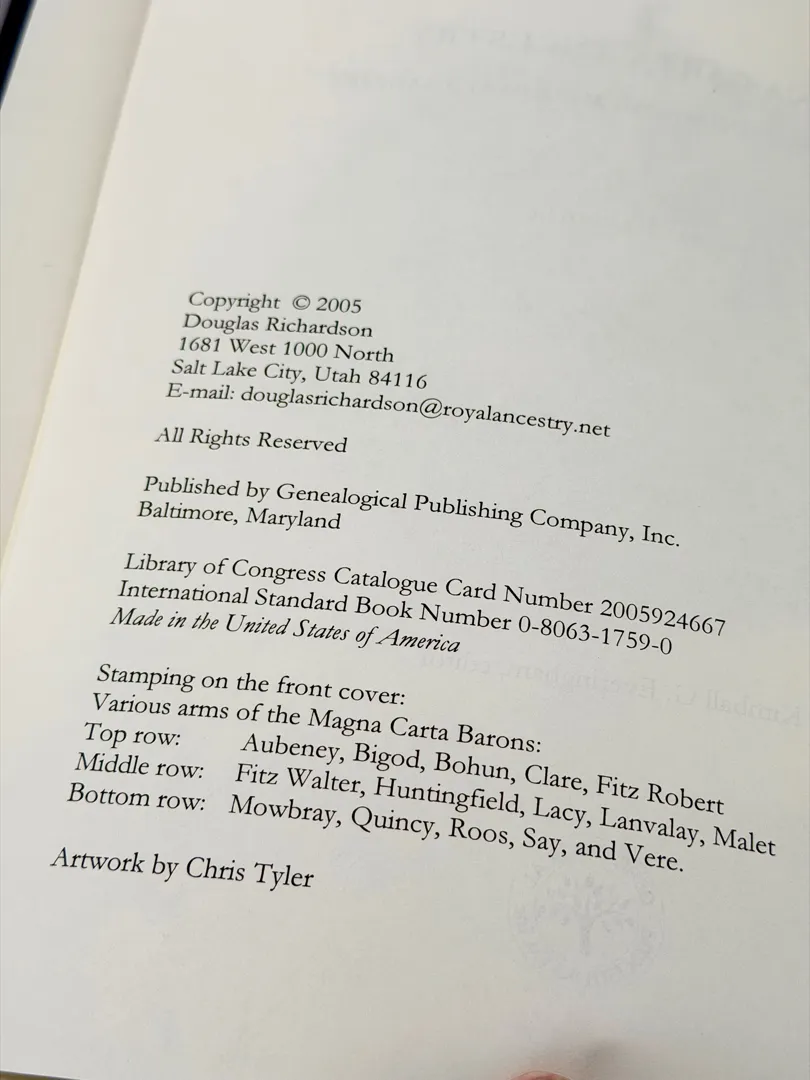 Copyright © 2005
Douglas Richardson
1681 West 1000 North
Salt Lake City, Utah 84116
E-mail: douglasrichardson@royalancestry.net
All Rights Reserved
Published by Genealogical Publishing Company, Inc.
Baltimore, Maryland
Library of Congress Catalogue Card Number 2005924667
International Standard Book Number 0-8063-1759-0
Made in the United States of America
Stamping on the front cover:
Various arms of the Magna Carta Barons:
Top row: Aubeney, Bigod, Bohun, Clare, Fitz Robert
Middle row: Fitz Walter, Huntingfield, Lacy, Lanvalay, Malet
Bottom row: Mowbray, Quincy, Roos, Say, and Vere.
Artwork by Chris Tyler